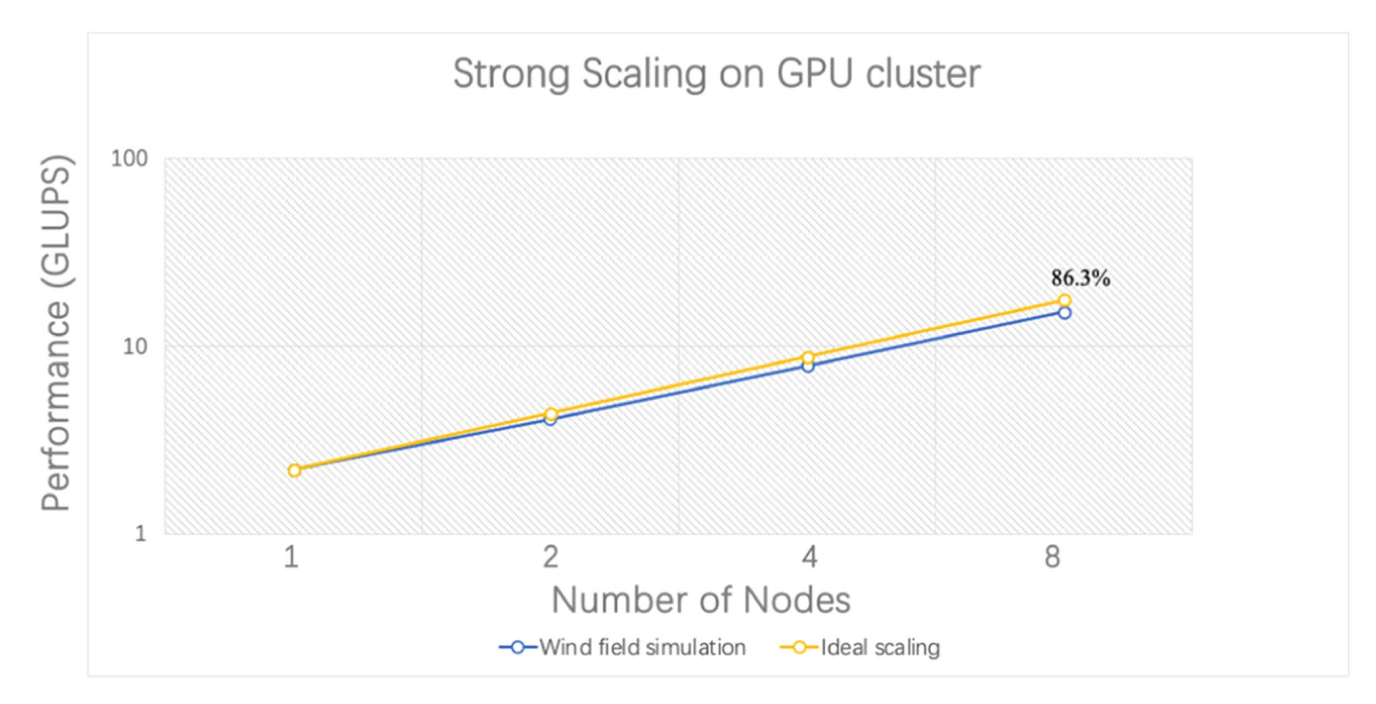 Strong Scaling on GPU cluster
Performance (GLUPS)
100
10
1
86.3%
1 2 4 8
Number of Nodes
Wind field simulation Ideal scaling